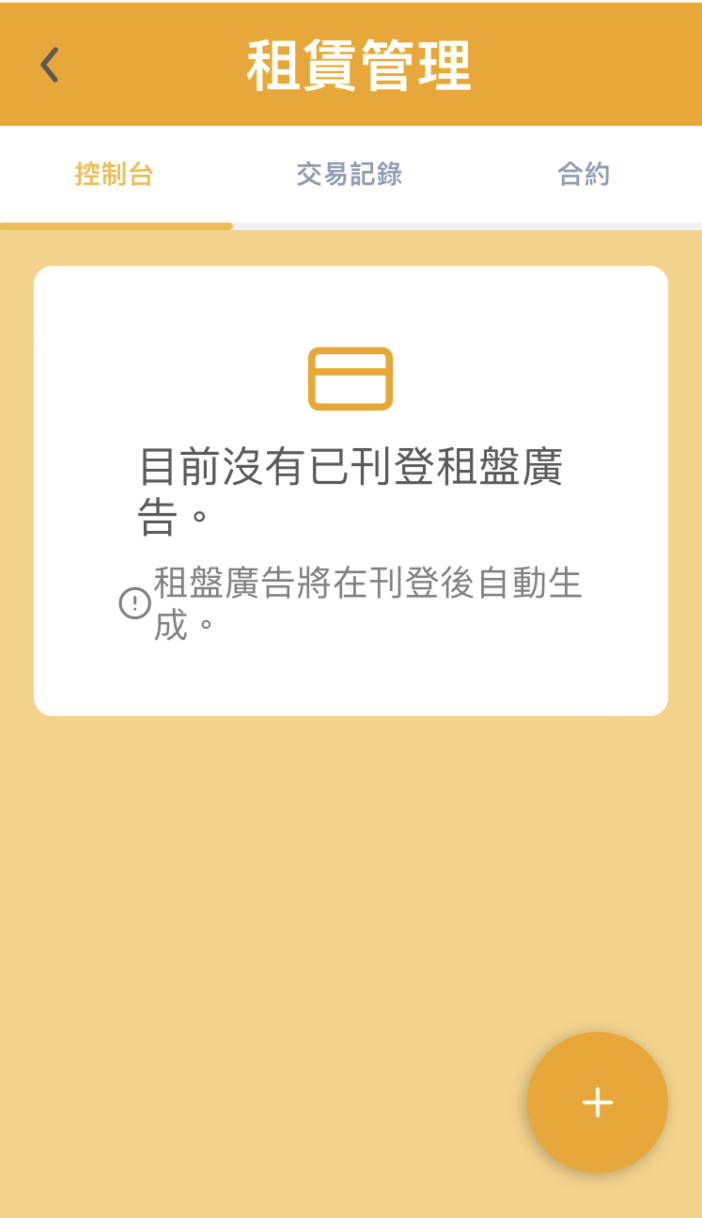 租賃管理
控制台
交易記錄
合約
目前沒有已刊登租盤廣
告。
租盤廣告將在刊登後自動生
成。